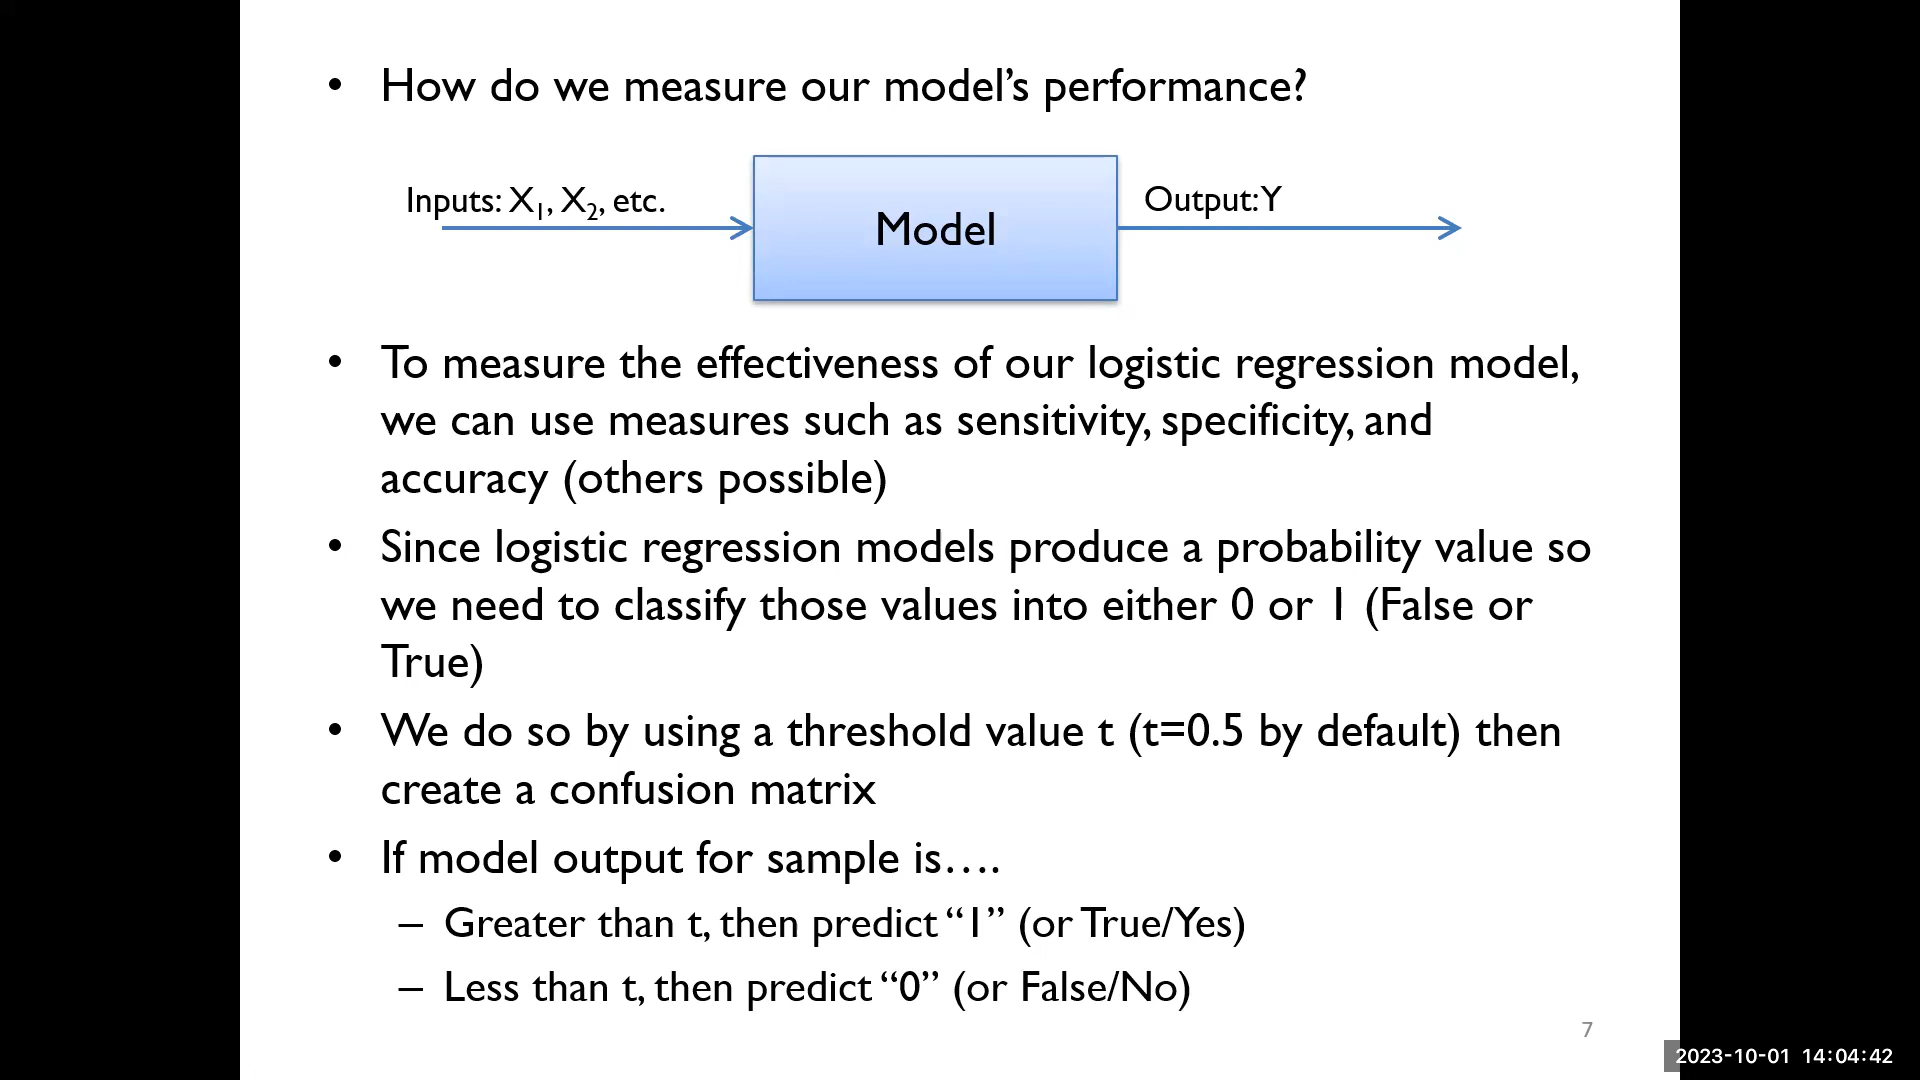 • How do we measure our model’s performance?
Inputs: X₁, X₂, etc.
Model
Output: Y
• To measure the effectiveness of our logistic regression model,
we can use measures such as sensitivity, specificity, and
accuracy (others possible)
• Since logistic regression models produce a probability value so
we need to classify those values into either 0 or 1 (False or
True)
• We do so by using a threshold value t (t=0.5 by default) then
create a confusion matrix
• If model output for sample is….
– Greater than t, then predict “1” (or True/Yes)
– Less than t, then predict “0” (or False/No)
7
2023-10-01 14:04:42